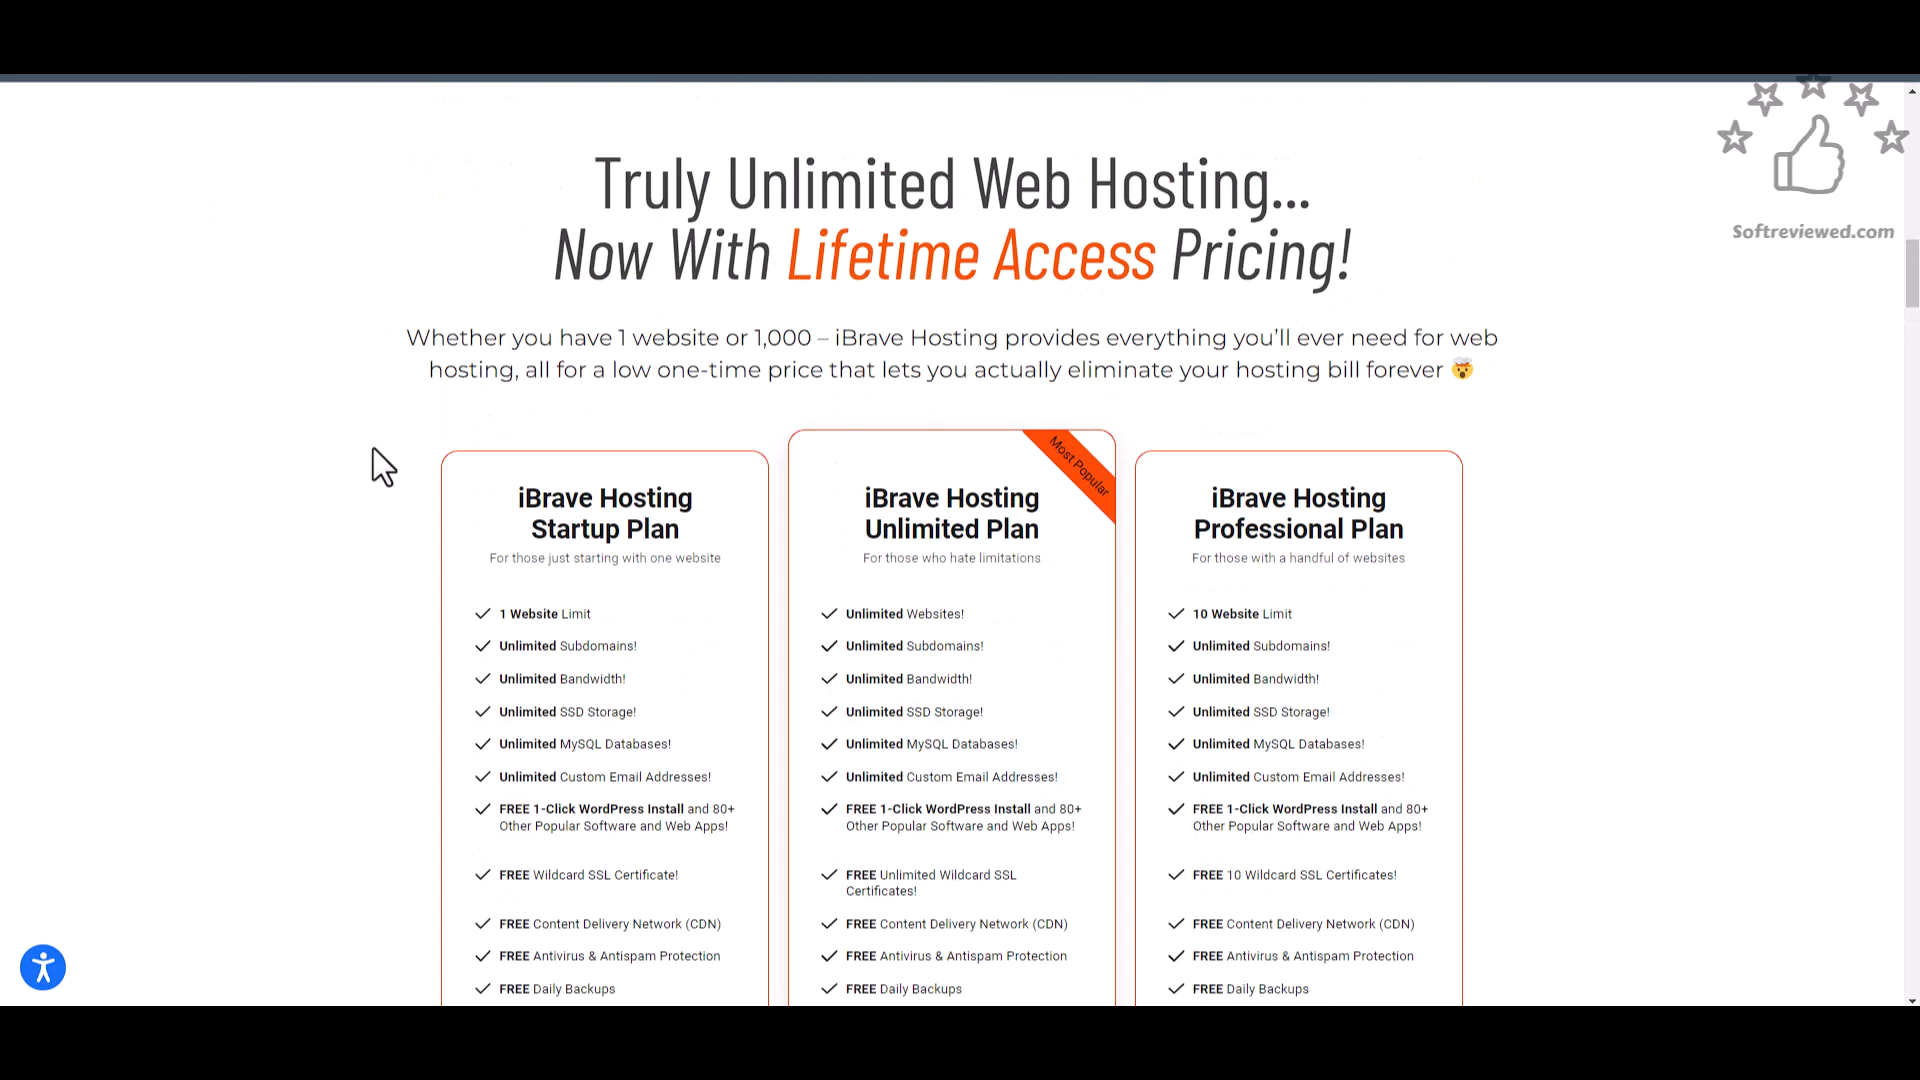 Softreviewed.com
Truly Unlimited Web Hosting...
Now With Lifetime Access Pricing!
Whether you have 1 website or 1,000 – iBrave Hosting provides everything you’ll ever need for web
hosting, all for a low one-time price that lets you actually eliminate your hosting bill forever 🤯
iBrave Hosting
Startup Plan
For those just starting with one website
1 Website Limit
Unlimited Subdomains!
Unlimited Bandwidth!
Unlimited SSD Storage!
Unlimited MySQL Databases!
Unlimited Custom Email Addresses!
FREE 1-Click WordPress Install and 80+
Other Popular Software and Web Apps!
FREE Wildcard SSL Certificate!
FREE Content Delivery Network (CDN)
FREE Antivirus & Antispam Protection
FREE Daily Backups
Most Popular
iBrave Hosting
Unlimited Plan
For those who hate limitations
Unlimited Websites!
Unlimited Subdomains!
Unlimited Bandwidth!
Unlimited SSD Storage!
Unlimited MySQL Databases!
Unlimited Custom Email Addresses!
FREE 1-Click WordPress Install and 80+
Other Popular Software and Web Apps!
FREE Unlimited Wildcard SSL
Certificates!
FREE Content Delivery Network (CDN)
FREE Antivirus & Antispam Protection
FREE Daily Backups
iBrave Hosting
Professional Plan
For those with a handful of websites
10 Website Limit
Unlimited Subdomains!
Unlimited Bandwidth!
Unlimited SSD Storage!
Unlimited MySQL Databases!
Unlimited Custom Email Addresses!
FREE 1-Click WordPress Install and 80+
Other Popular Software and Web Apps!
FREE 10 Wildcard SSL Certificates!
FREE Content Delivery Network (CDN)
FREE Antivirus & Antispam Protection
FREE Daily Backups